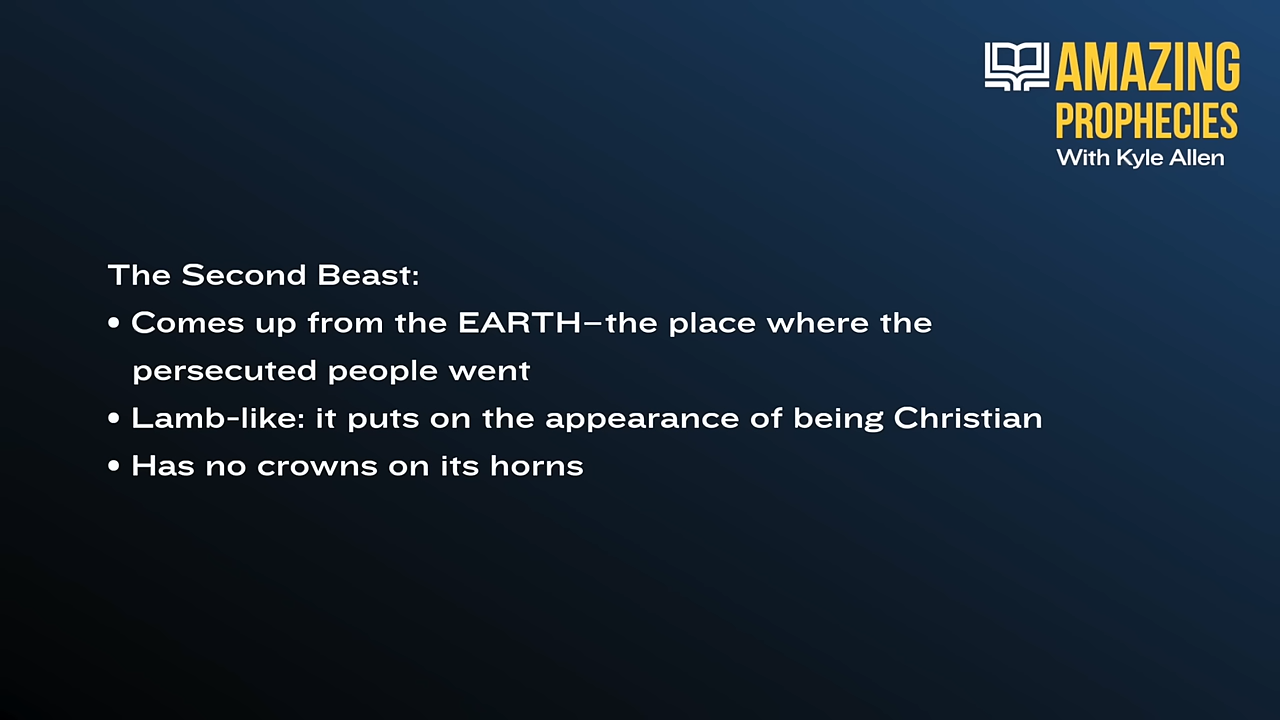 AMAZING
PROPHECIES
With Kyle Allen
The Second Beast:
• Comes up from the EARTH–the place where the
persecuted people went
• Lamb-like: it puts on the appearance of being Christian
• Has no crowns on its horns